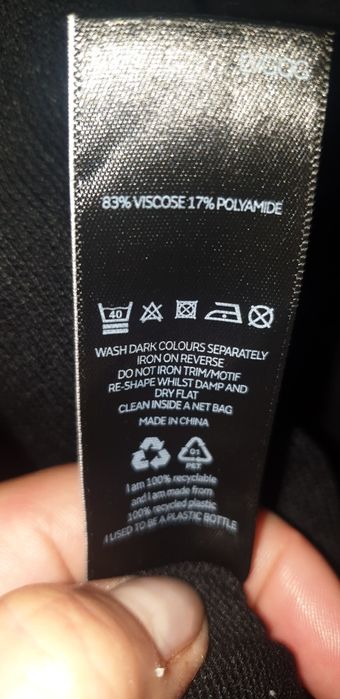 83% VISCOSE 17% POLYAMIDE
40
WASH DARK COLOURS SEPARATELY
IRON ON REVERSE
DO NOT IRON TRIM/MOTIF
RE-SHAPE WHILST DAMP AND
DRY FLAT
CLEAN INSIDE A NET BAG
MADE IN CHINA
01
PET
I am 100% recyclable
and I am made from
100% recycled plastic
I USED TO BE A PLASTIC BOTTLE